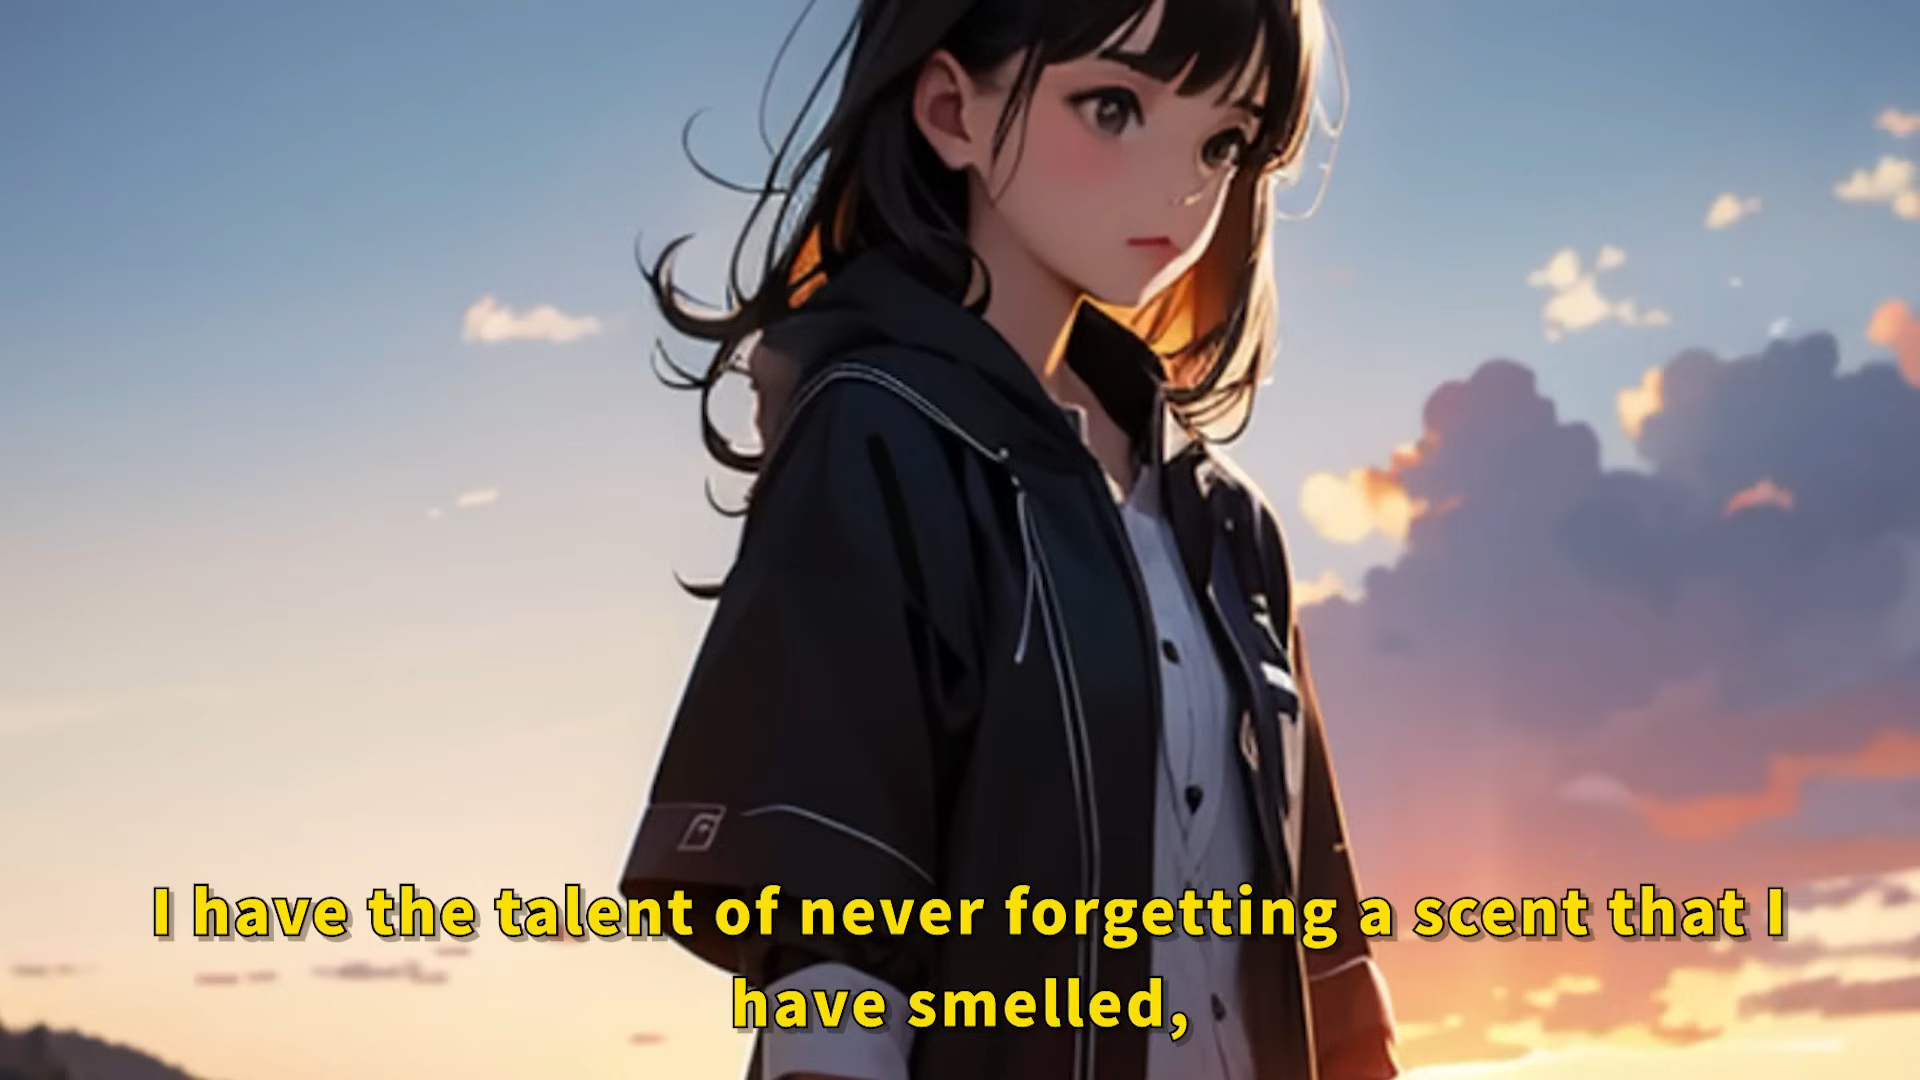 I have the talent of never forgetting a scent that I
have smelled,